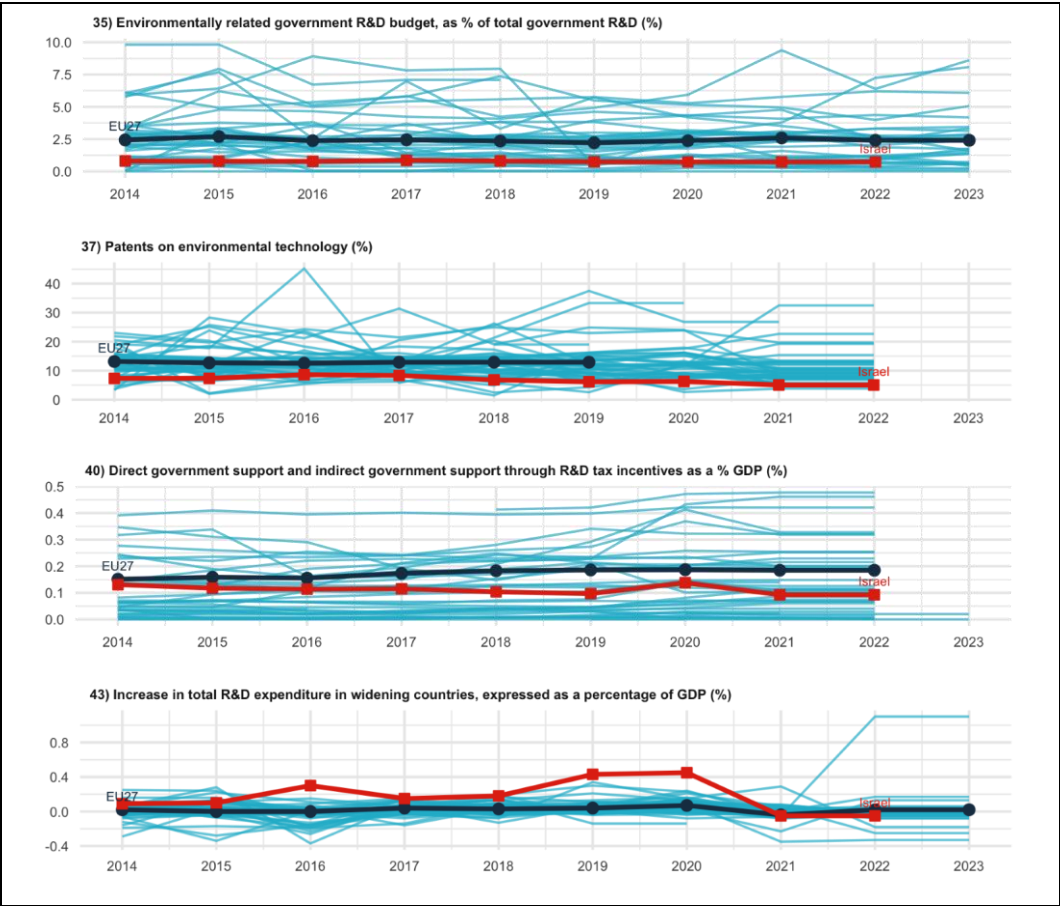 35) Environmentally related government R&D budget, as % of total government R&D (%)
10.0
7.5
5.0
EU27
2.5
Israel
0.0
2014 2015 2016 2017 2018 2019 2020 2021 2022 2023
37) Patents on environmental technology (%)
40
30
20
EU27
10
Israel
0
2014 2015 2016 2017 2018 2019 2020 2021 2022 2023
40) Direct government support and indirect government support through R&D tax incentives as a % GDP (%)
0.5
0.4
0.3
0.2
EU27
Israel
0.1
0.0
2014 2015 2016 2017 2018 2019 2020 2021 2022 2023
43) Increase in total R&D expenditure in widening countries, expressed as a percentage of GDP (%)
0.8
0.4
EU27
Israel
0.0
-0.4
2014 2015 2016 2017 2018 2019 2020 2021 2022 2023